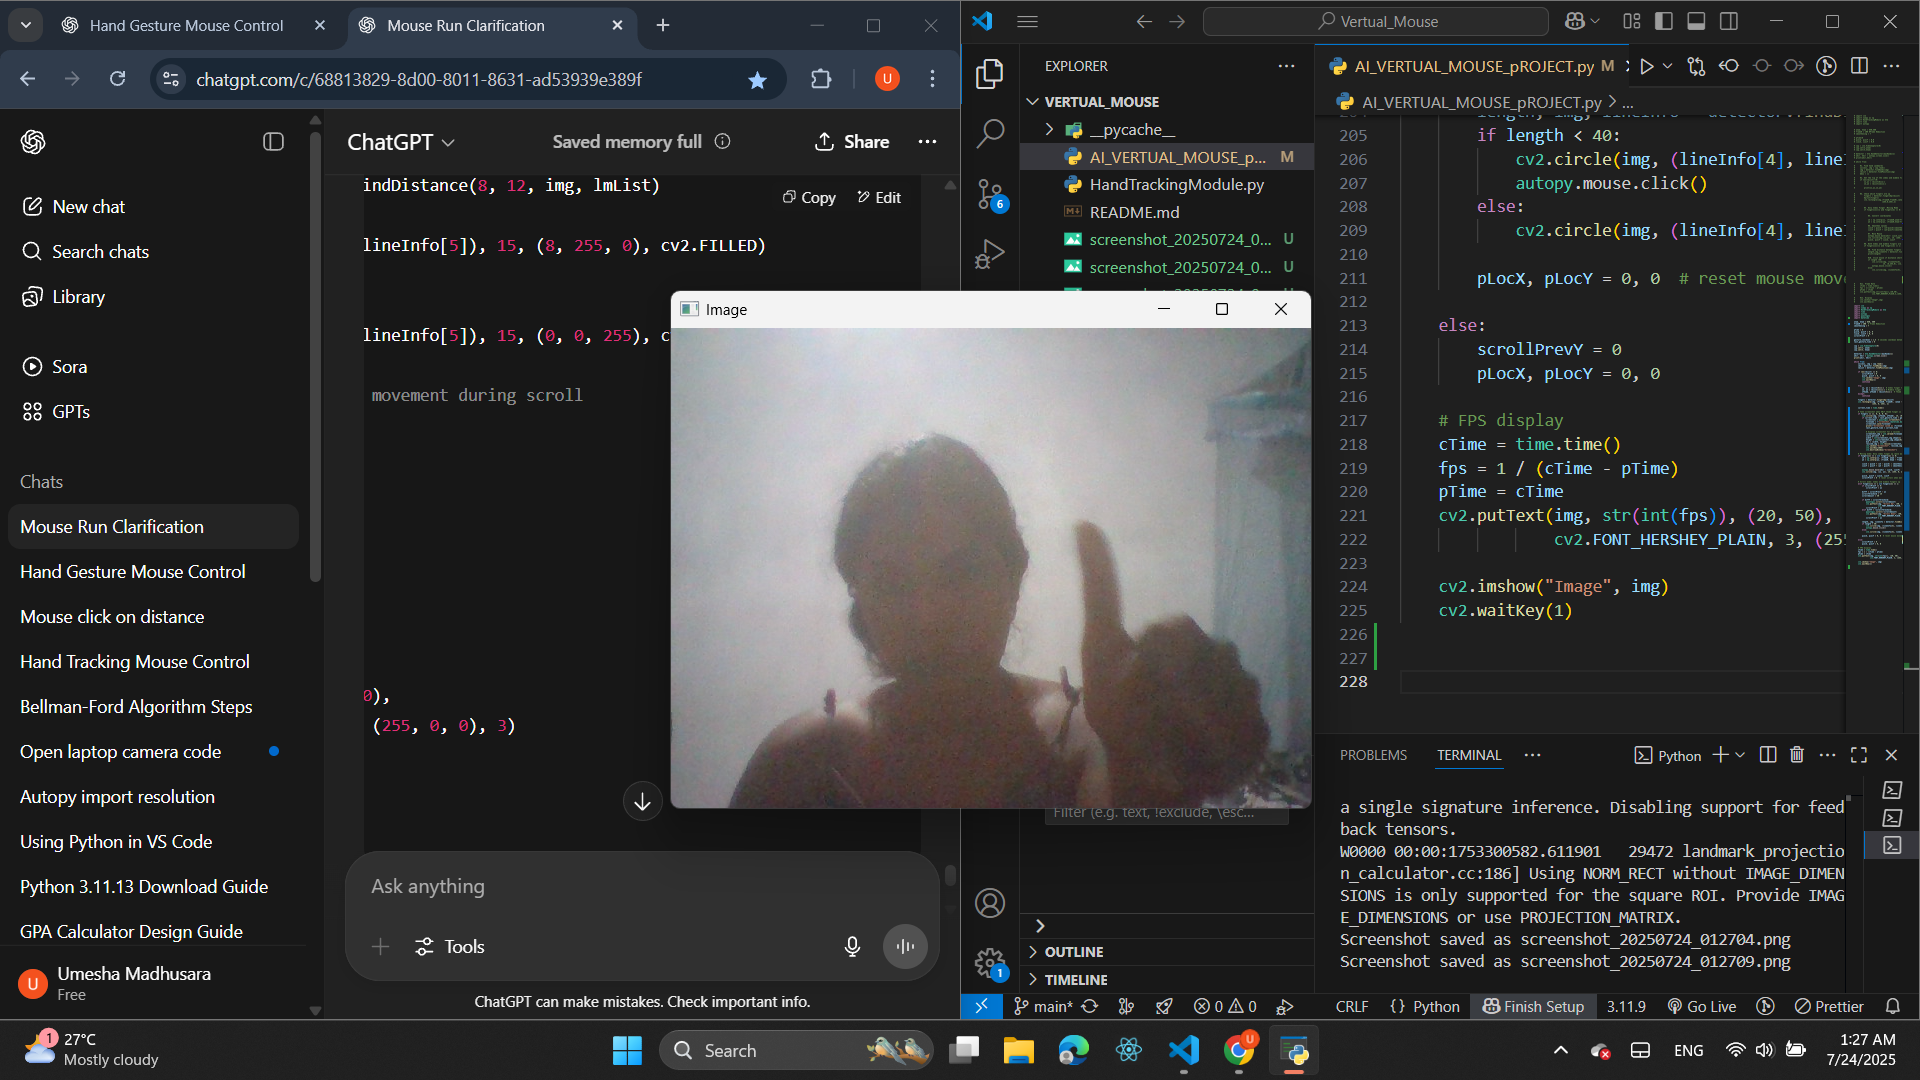 Hand Gesture Mouse Control
Mouse Run Clarification
chatgpt.com/c/68813829-8d00-8011-8631-ad53939e389f
U
New chat
Search chats
Library
Sora
GPTs
Chats
Mouse Run Clarification
Hand Gesture Mouse Control
Mouse click on distance
Hand Tracking Mouse Control
Bellman-Ford Algorithm Steps
Open laptop camera code
Autopy import resolution
Using Python in VS Code
Python 3.11.13 Download Guide
GPA Calculator Design Guide
U
Umesha Madhusara
Free
ChatGPT
Saved memory full
Share
indDistance(8, 12, img, lmList)
Copy
Edit
lineInfo[5]), 15, (8, 255, 0), cv2.FILLED)
lineInfo[5]), 15, (0, 0, 255), c
movement during scroll
0),
(255, 0, 0), 3)
Ask anything
Tools
ChatGPT can make mistakes. Check important info.
Image
Vertual_Mouse
EXPLORER
VERTUAL_MOUSE
__pycache__
AI_VERTUAL_MOUSE_p... M
HandTrackingModule.py
README.md
screenshot_20250724_0... U
screenshot_20250724_0... U
6
1
Filter (e.g. text, !exclude, \esc...
OUTLINE
TIMELINE
AI_VERTUAL_MOUSE_pROJECT.py M
AI_VERTUAL_MOUSE_pROJECT.py > ...
205 if length < 40:
206 cv2.circle(img, (lineInfo[4], line
207 autopy.mouse.click()
208 else:
209 cv2.circle(img, (lineInfo[4], line
210
211 pLocX, pLocY = 0, 0 # reset mouse mov
212
213 else:
214 scrollPrevY = 0
215 pLocX, pLocY = 0, 0
216
217 # FPS display
218 cTime = time.time()
219 fps = 1 / (cTime - pTime)
220 pTime = cTime
221 cv2.putText(img, str(int(fps)), (20, 50),
222 cv2.FONT_HERSHEY_PLAIN, 3, (25
223
224 cv2.imshow("Image", img)
225 cv2.waitKey(1)
226
227
228
PROBLEMS
TERMINAL
Python
a single signature inference. Disabling support for feed
back tensors.
W0000 00:00:1753300582.611901 29472 landmark_projectio
n_calculator.cc:186] Using NORM_RECT without IMAGE_DIMEN
SIONS is only supported for the square ROI. Provide IMAG
E_DIMENSIONS or use PROJECTION_MATRIX.
Screenshot saved as screenshot_20250724_012704.png
Screenshot saved as screenshot_20250724_012709.png
main*
0
0
CRLF
{ } Python
Finish Setup
3.11.9
Go Live
Prettier
1
27°C
Mostly cloudy
Search
U
ENG
1:27 AM
7/24/2025